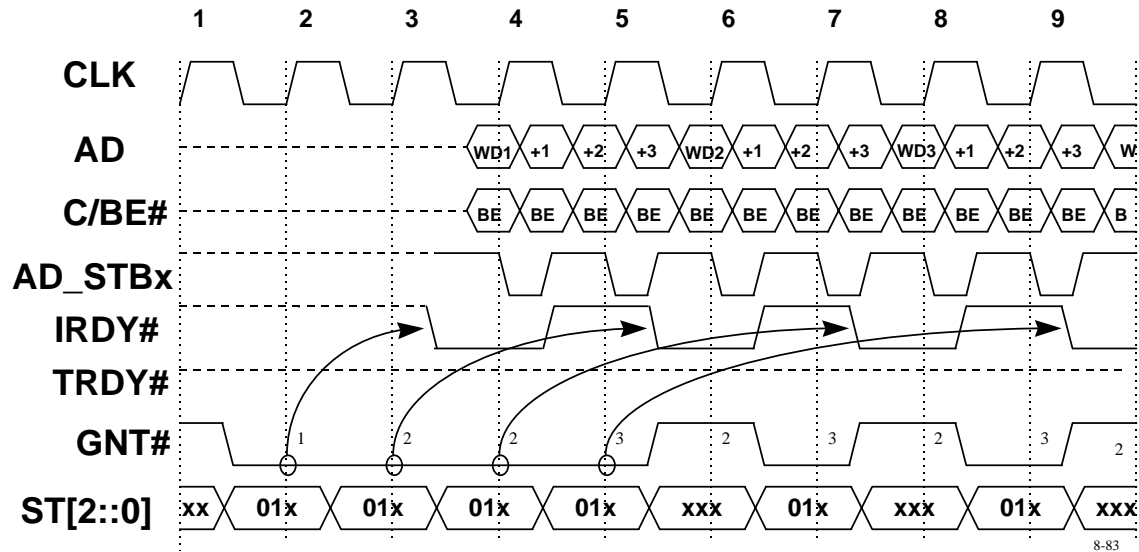 1 2 3 4 5 6 7 8 9
CLK
AD WD1 +1 +2 +3 WD2 +1 +2 +3 WD3 +1 +2 +3 W
C/BE# BE BE BE BE BE BE BE BE BE BE BE BE B
AD_STBx
IRDY#
TRDY#
GNT# 1 2 2 3 2 3 2 3 2
ST[2::0] xx 01x 01x 01x 01x xxx 01x xxx 01x xxx
8-83